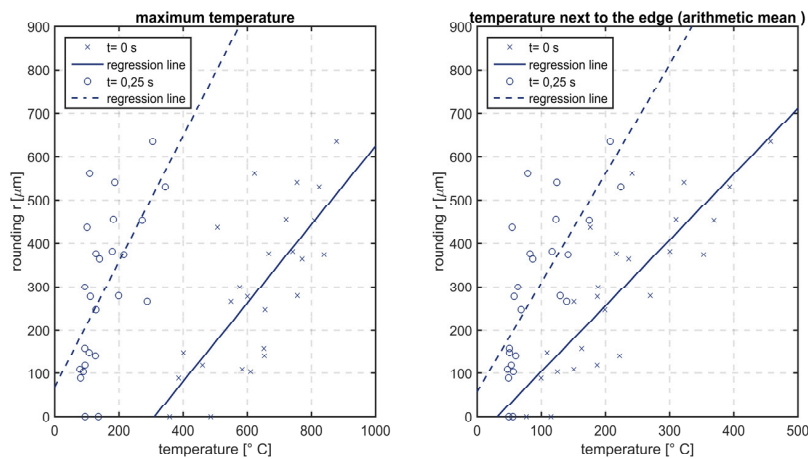 maximum temperature
900
800
700
600
500
400
300
200
100
0
rounding r [μm]
t= 0 s
regression line
t= 0,25 s
regression line
0 200 400 600 800 1000
temperature [° C]
temperature next to the edge (arithmetic mean )
900
800
700
600
500
400
300
200
100
0
rounding r [μm]
t= 0 s
regression line
t= 0,25 s
regression line
0 100 200 300 400 500
temperature [° C]